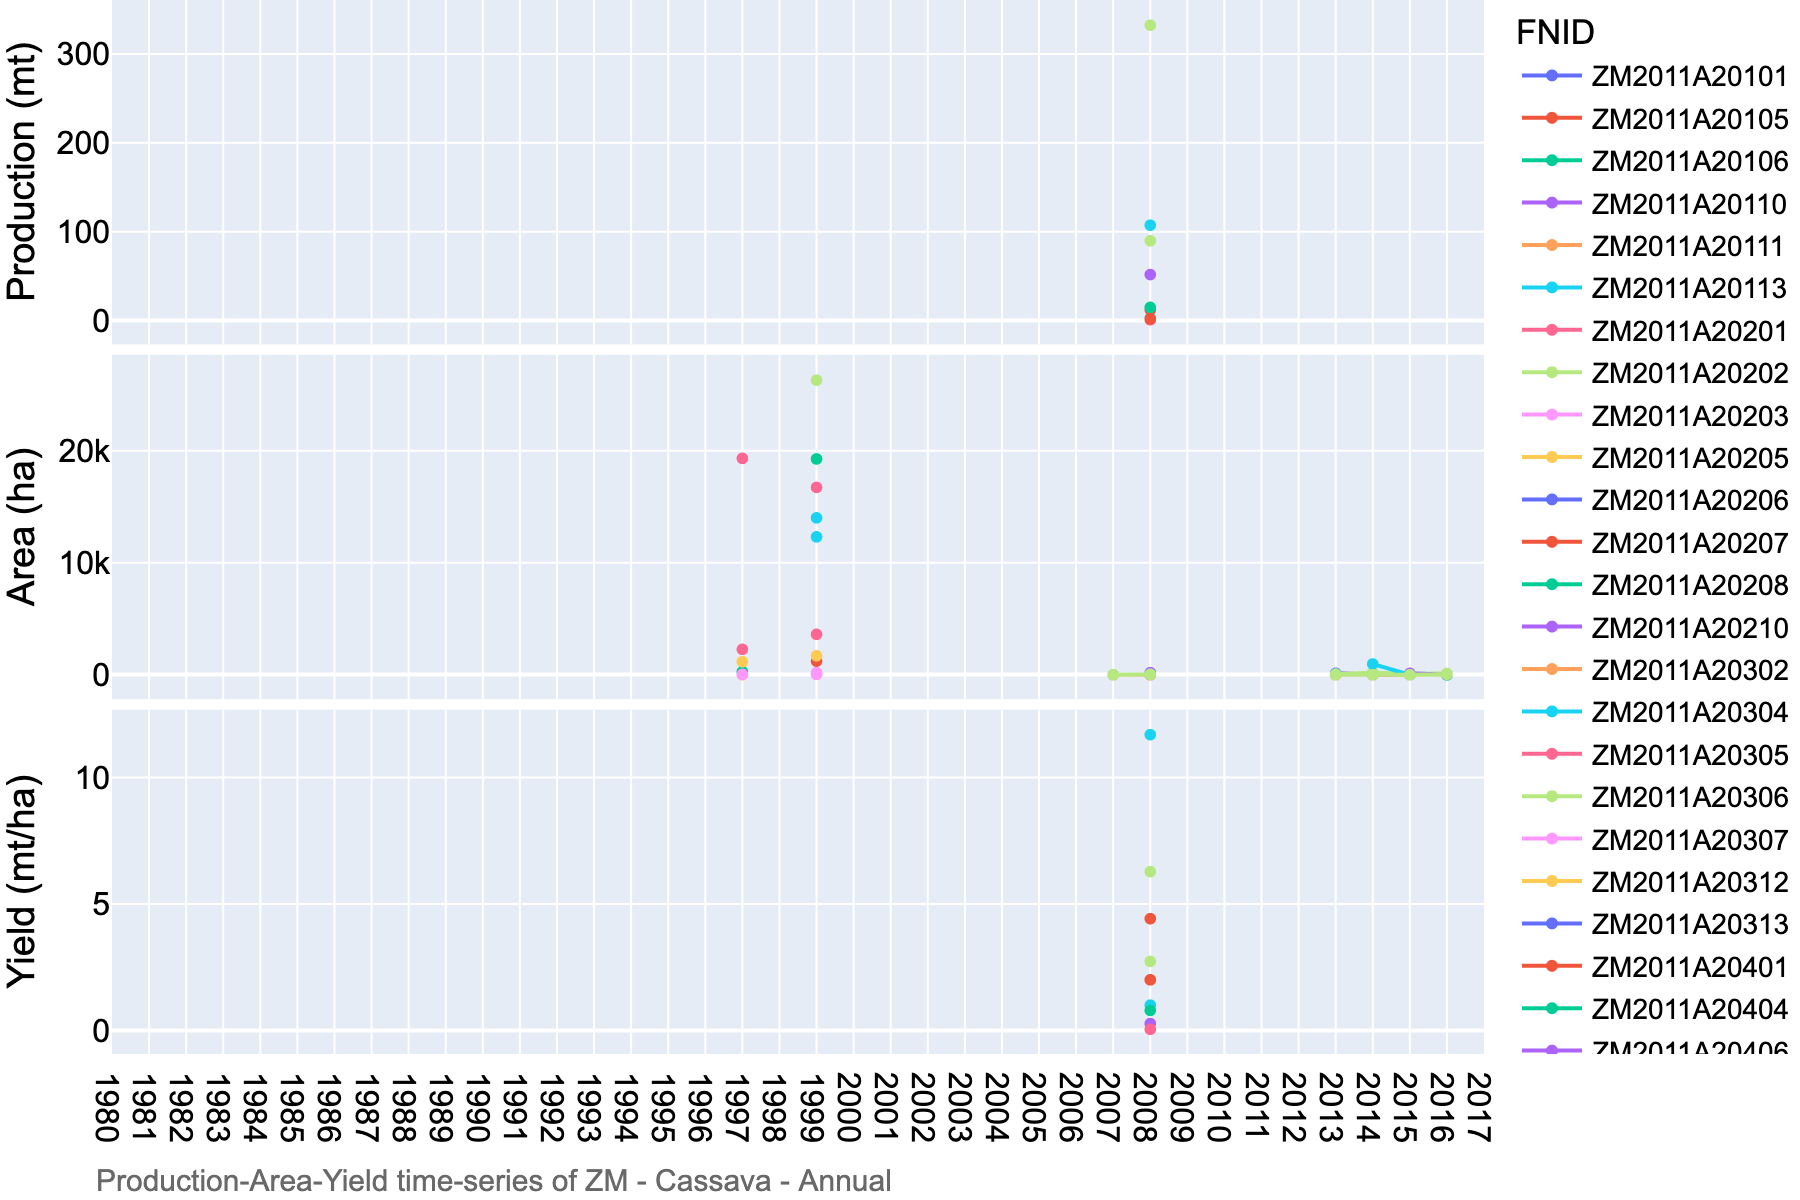 Production (mt)
300
200
100
0
Area (ha)
20k
10k
0
Yield (mt/ha)
10
5
0
1980
1981
1982
1983
1984
1985
1986
1987
1988
1989
1990
1991
1992
1993
1994
1995
1996
1997
1998
1999
2000
2001
2002
2003
2004
2005
2006
2007
2008
2009
2010
2011
2012
2013
2014
2015
2016
2017
FNID
ZM2011A20101
ZM2011A20105
ZM2011A20106
ZM2011A20110
ZM2011A20111
ZM2011A20113
ZM2011A20201
ZM2011A20202
ZM2011A20203
ZM2011A20205
ZM2011A20206
ZM2011A20207
ZM2011A20208
ZM2011A20210
ZM2011A20302
ZM2011A20304
ZM2011A20305
ZM2011A20306
ZM2011A20307
ZM2011A20312
ZM2011A20313
ZM2011A20401
ZM2011A20404
ZM2011A20406
Production-Area-Yield time-series of ZM - Cassava - Annual